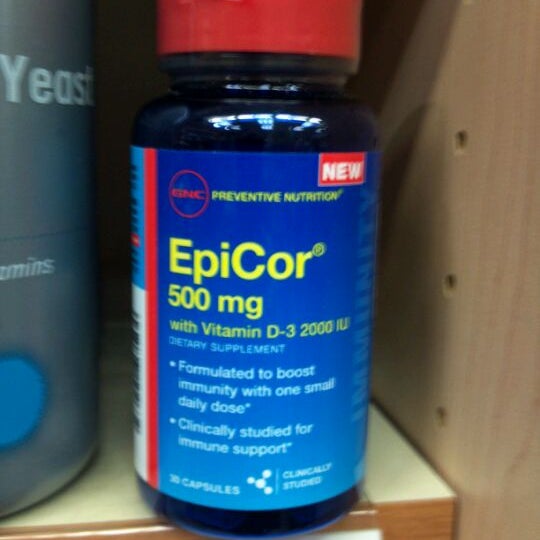 Yeast
amins
NEW
GNC PREVENTIVE NUTRITION®
EpiCor®
500 mg
with Vitamin D-3 2000 IU
DIETARY SUPPLEMENT
• Formulated to boost
immunity with one small
daily dose*
• Clinically studied for
immune support*
30 CAPSULES
CLINICALLY
STUDIED
IMMUNITY